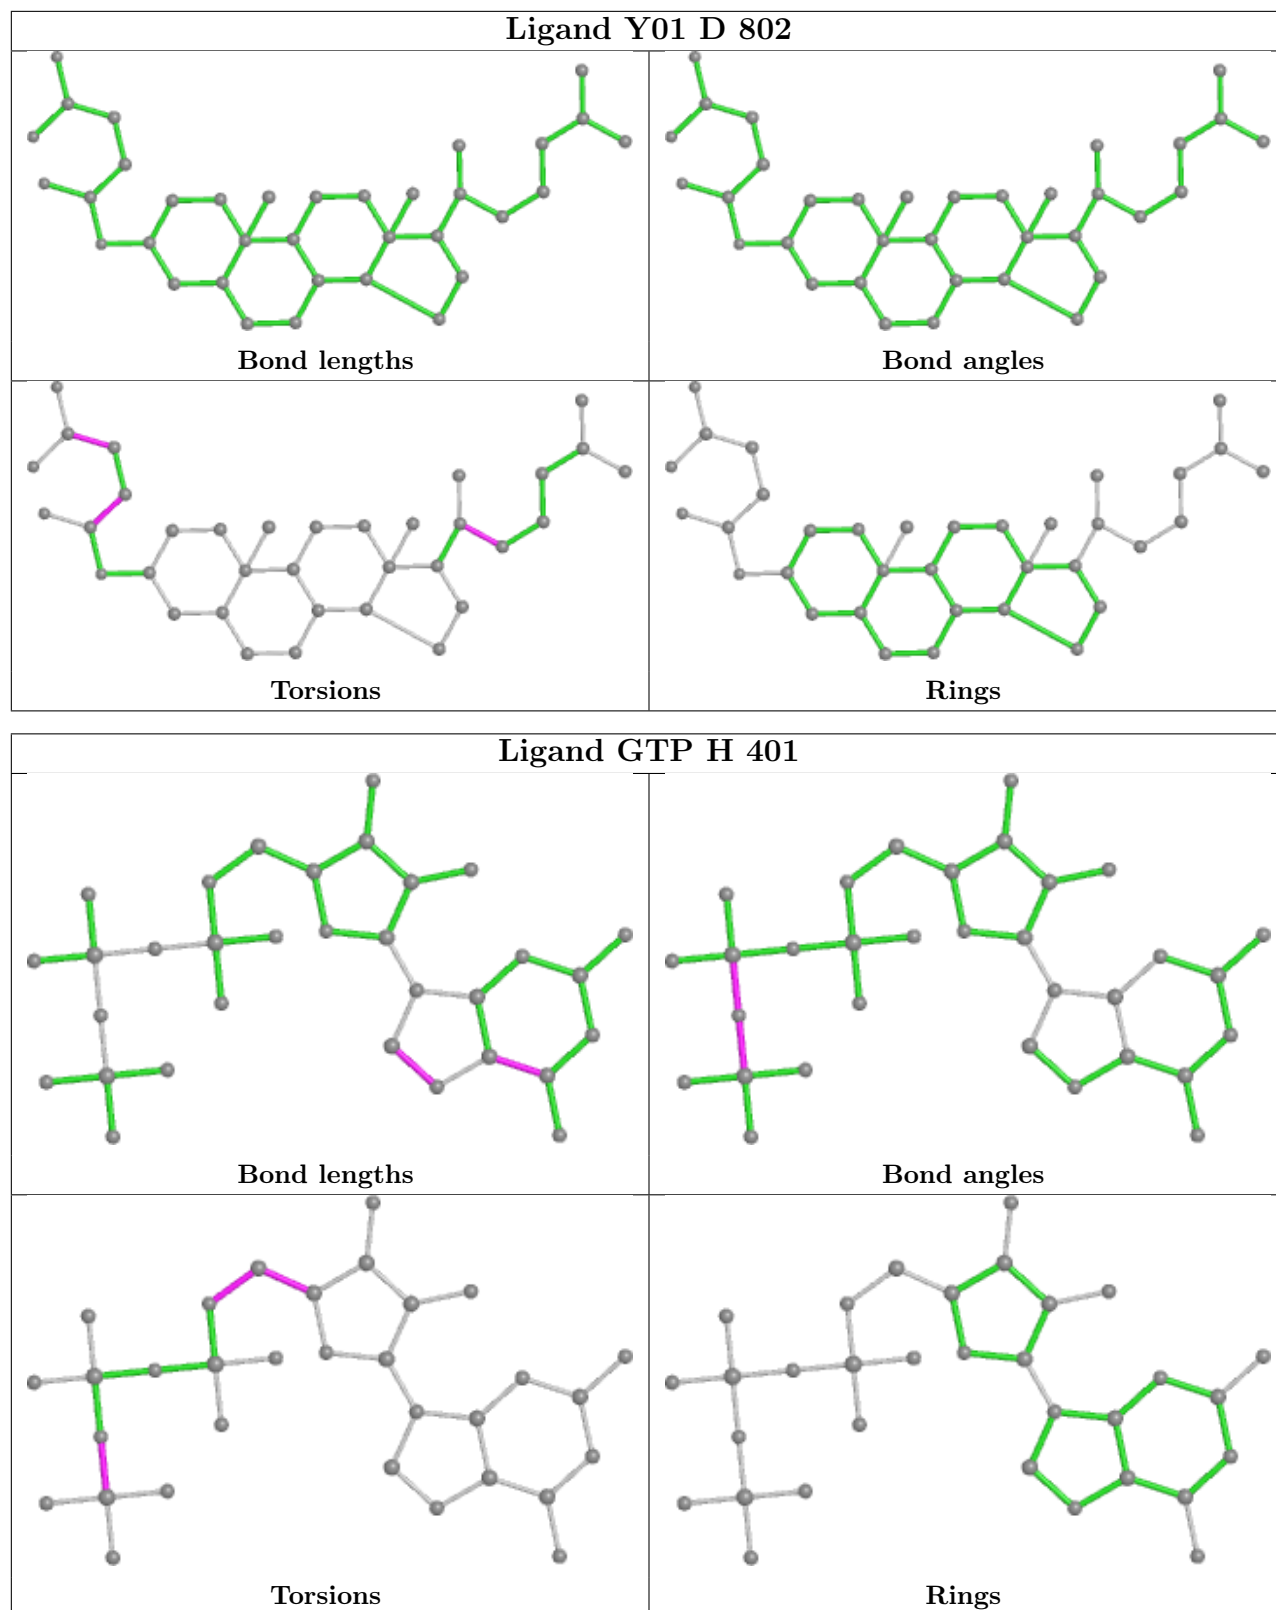 Ligand Y01 D 802
Bond lengths
Bond angles
Torsions
Rings
Ligand GTP H 401
Bond lengths
Bond angles
Torsions
Rings